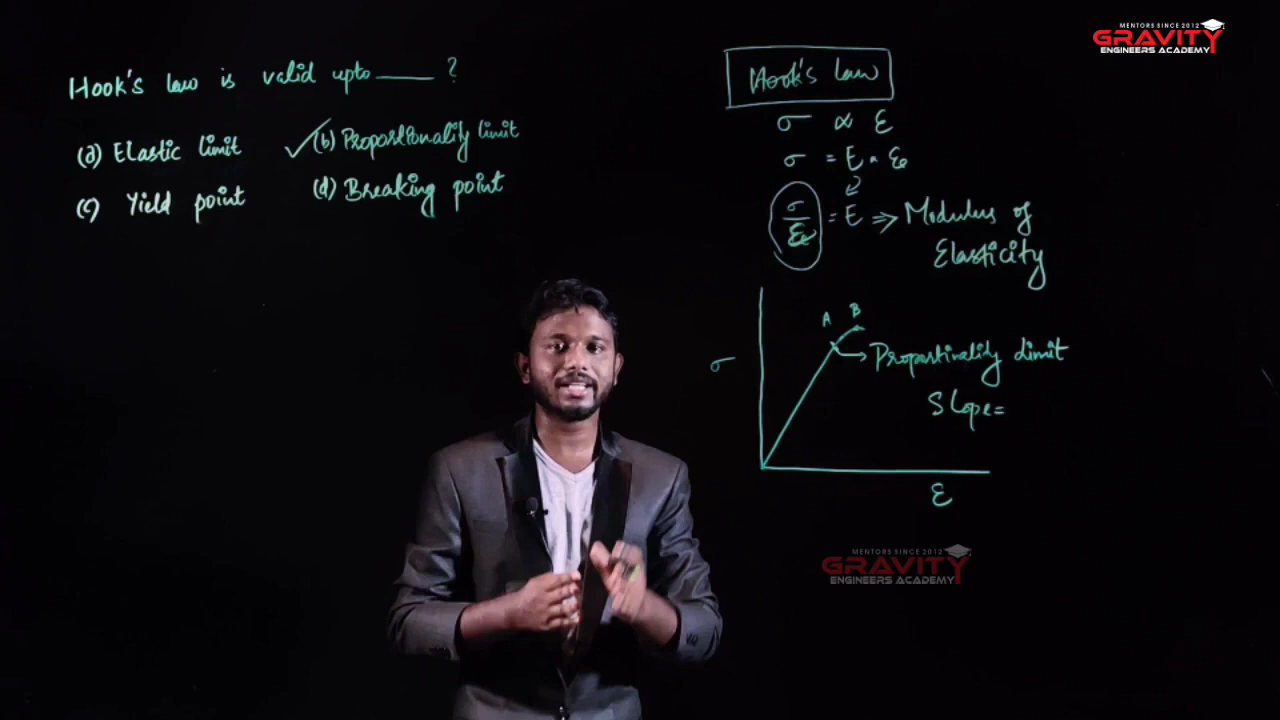 MENTORS SINCE 2012
GRAVITY
ENGINEERS ACADEMY
Hook's law is valid upto ____ ?
(a) Elastic limit
(b) Proportionality limit
(c) Yield point
(d) Breaking point
Hook's law
σ ∝ ε
σ = E × ε
σ/ε = E ⇒ Modulus of
Elasticity
A B
Proportinality limit
σ
Slope=
ε
MENTORS SINCE 2012
GRAVITY
ENGINEERS ACADEMY